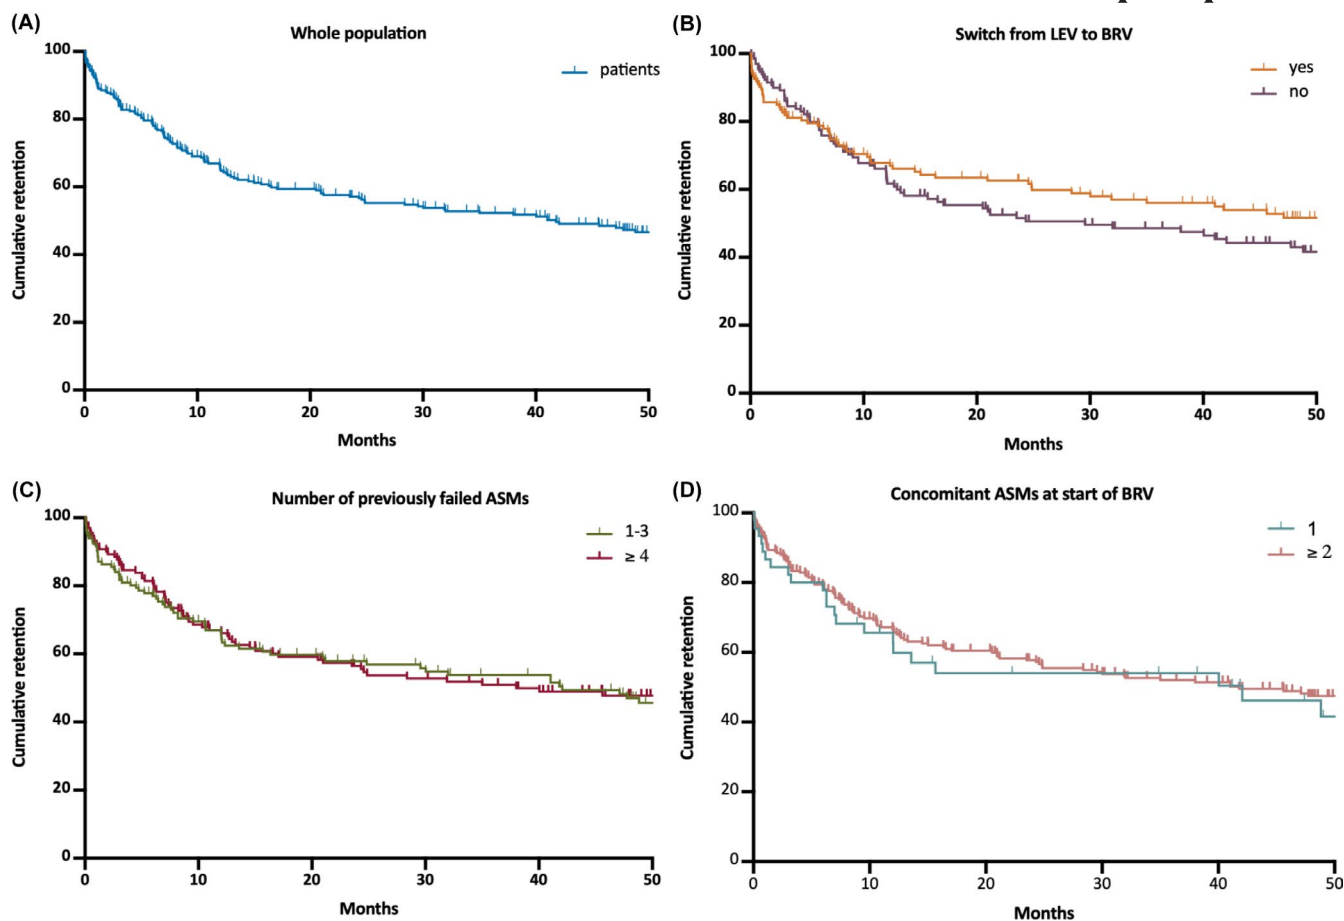 (A)
Whole population
patients
Cumulative retention
100
80
60
40
20
0
0 10 20 30 40 50
Months
(B)
Switch from LEV to BRV
yes
no
Cumulative retention
100
80
60
40
20
0
0 10 20 30 40 50
Months
(C)
Number of previously failed ASMs
1-3
≥ 4
Cumulative retention
100
80
60
40
20
0
0 10 20 30 40 50
Months
(D)
Concomitant ASMs at start of BRV
1
≥ 2
Cumulative retention
100
80
60
40
20
0
0 10 20 30 40 50
Months